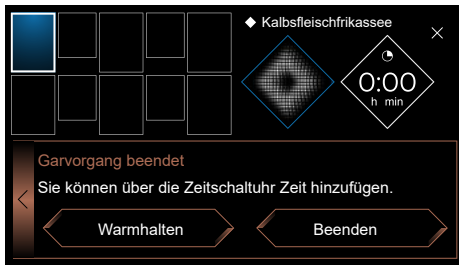 Kalbsfleischfrikassee
0:00
h min
Garvorgang beendet
Sie können über die Zeitschaltuhr Zeit hinzufügen.
Warmhalten
Beenden